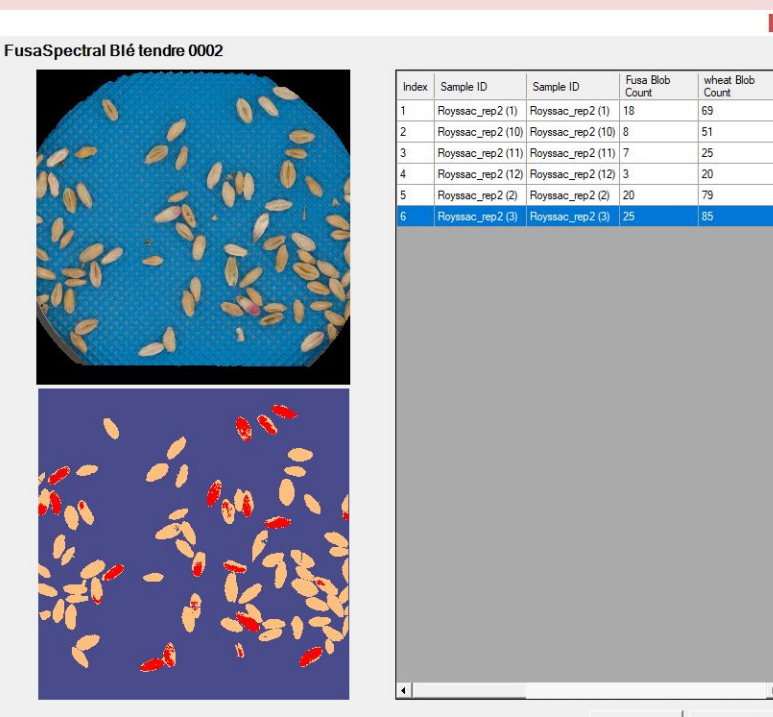 FusaSpectral Blé tendre 0002
Index Sample ID Sample ID Fusa Blob Count wheat Blob Count
1 Royssac_rep2 (1) Royssac_rep2 (1) 18 69
2 Royssac_rep2 (10) Royssac_rep2 (10) 8 51
3 Royssac_rep2 (11) Royssac_rep2 (11) 7 25
4 Royssac_rep2 (12) Royssac_rep2 (12) 3 20
5 Royssac_rep2 (2) Royssac_rep2 (2) 20 79
6 Royssac_rep2 (3) Royssac_rep2 (3) 25 85